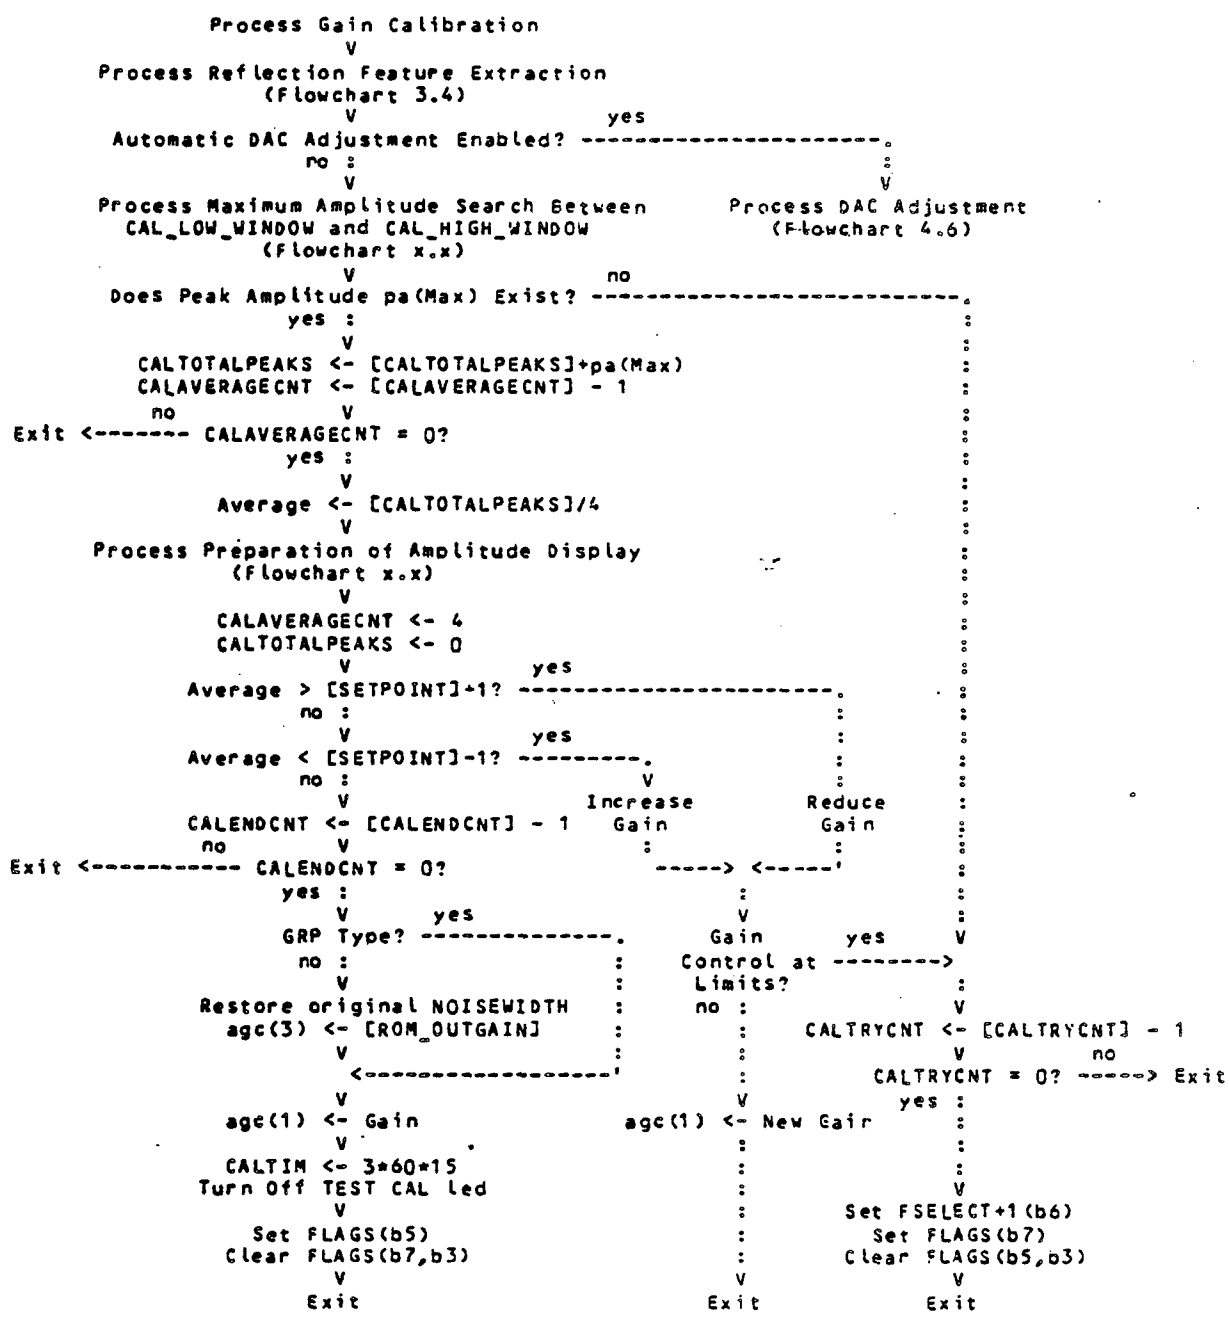 Process Gain Calibration
V
Process Reflection Feature Extraction
(Flowchart 3.4)
V yes
Automatic DAC Adjustment Enabled? ----------------------.
no : :
V V
Process Maximum Amplitude Search Between Process DAC Adjustment
CAL_LOW_WINDOW and CAL_HIGH_WINDOW (Flowchart 4.6)
(Flowchart x.x)
V no
Does Peak Amplitude pa(Max) Exist? ---------------------------.
yes : :
V :
CALTOTALPEAKS <- [CALTOTALPEAKS]+pa(Max) :
CALAVERAGECNT <- [CALAVERAGECNT] - 1 :
no V :
Exit <------- CALAVERAGECNT = 0? :
yes : :
V :
Average <- [CALTOTALPEAKS]/4 :
V :
Process Preparation of Amplitude Display :
(Flowchart x.x) :
V :
CALAVERAGECNT <- 4 :
CALTOTALPEAKS <- 0 :
V yes :
Average > [SETPOINT]+1? -----------------------. :
no : : :
V yes : :
Average < [SETPOINT]-1? ---------. : :
no : V : :
V Increase Reduce :
CALENDCNT <- [CALENDCNT] - 1 Gain Gain :
no V : : :
Exit <----------- CALENDCNT = 0? -----> <-----' :
yes : : :
V yes V :
GRP Type? --------------. Gain yes V
no : : Control at -------->
V : Limits? :
Restore original NOISEWIDTH : no : V
agc(3) <- [ROM_OUTGAIN] : : CALTRYCNT <- [CALTRYCNT] - 1
V : : V no
<-------------------' : CALTRYCNT = 0? -----> Exit
V V yes :
agc(1) <- Gain agc(1) <- New Gair :
V : :
CALTIM <- 3*60*15 : :
Turn Off TEST CAL led : V
V : Set FSELECT+1(b6)
Set FLAGS(b5) : Set FLAGS(b7)
Clear FLAGS(b7,b3) : Clear FLAGS(b5,b3)
V V V
Exit Exit Exit